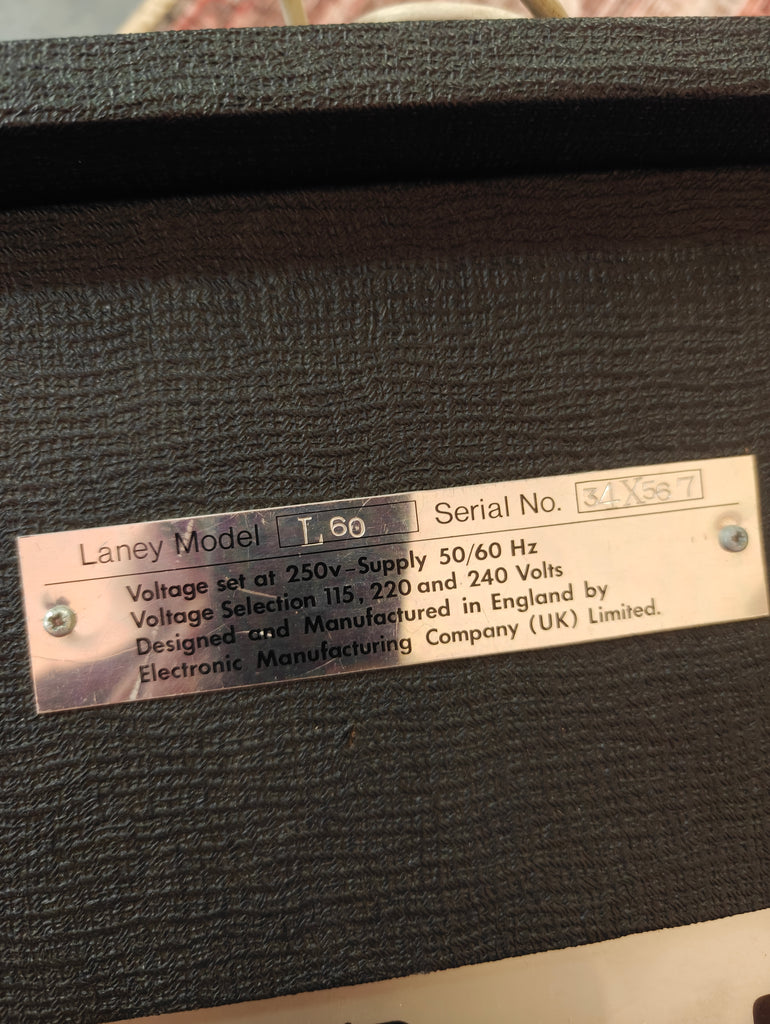 Laney Model L60 Serial No. 34X567
Voltage set at 250v-Supply 50/60 Hz
Voltage Selection 115, 220 and 240 Volts
Designed and Manufactured in England by
Electronic Manufacturing Company (UK) Limited.